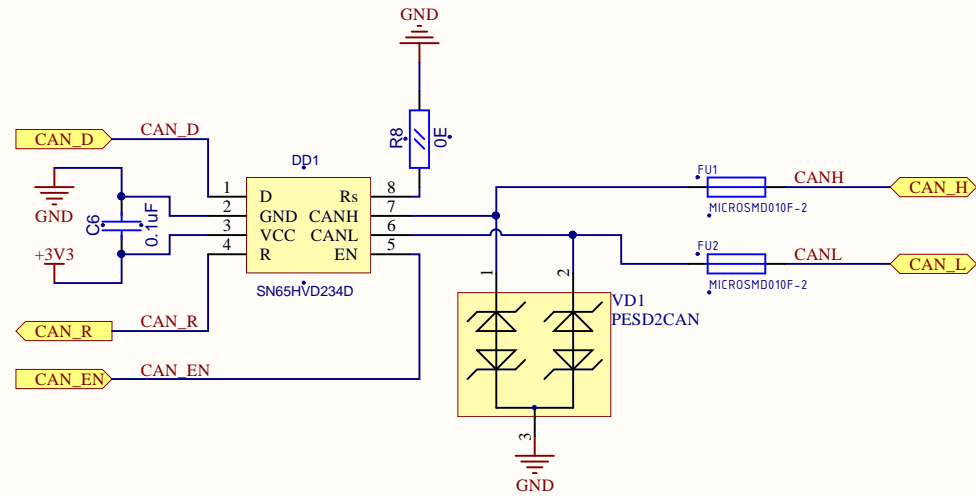 GND
CAN_D
CAN_D
R8
0E
DD1
FU1
CANH
CAN_H
MICROSMD010F-2
1
D
Rs
8
2
GND
CANH
7
3
VCC
CANL
6
4
R
EN
5
GND
C6
0.1uF
+3V3
SN65HVD234D
FU2
CANL
CAN_L
MICROSMD010F-2
1
2
VD1
PESD2CAN
CAN_R
CAN_R
CAN_EN
CAN_EN
3
GND